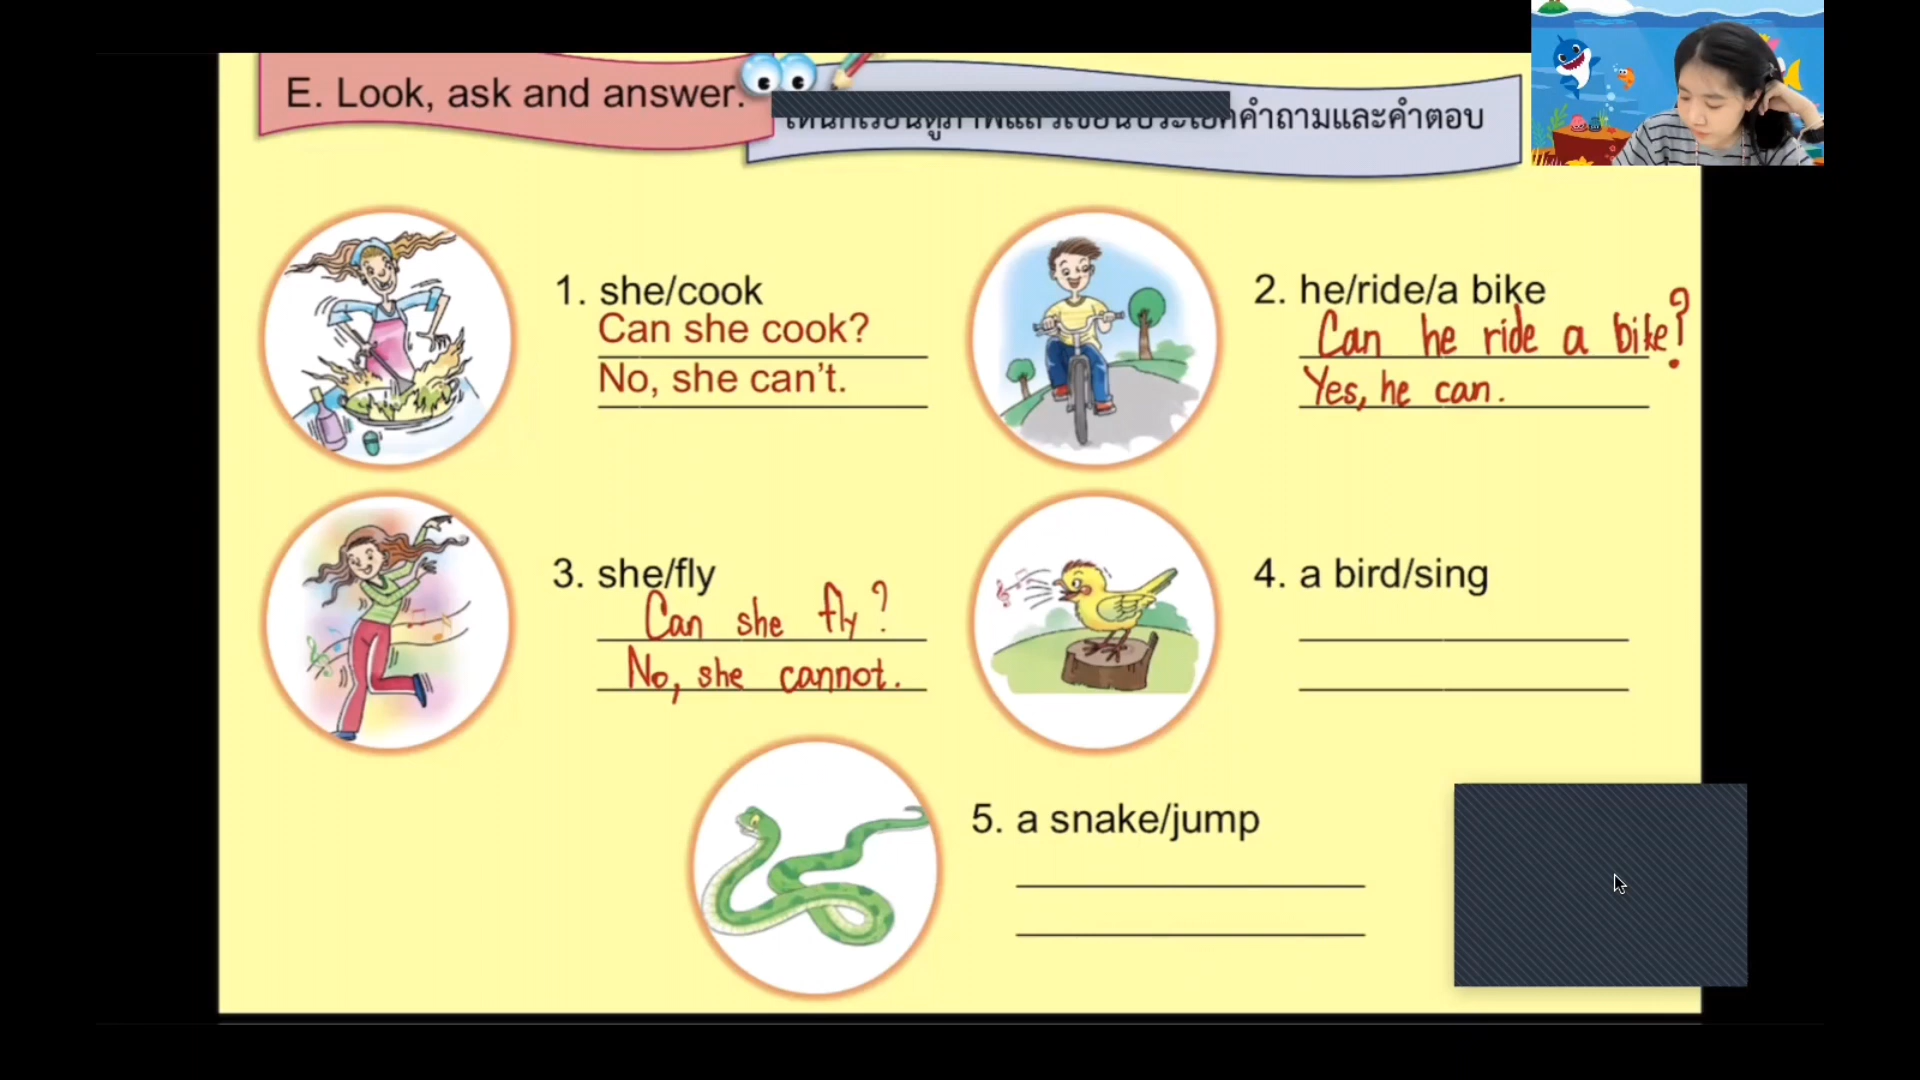 E. Look, ask and answer.
คำถามและคำตอบ
1. she/cook
Can she cook?
No, she can't.
2. he/ride/a bike
Can he ride a bike?
Yes, he can.
3. she/fly
Can she fly?
No, she cannot.
4. a bird/sing
5. a snake/jump